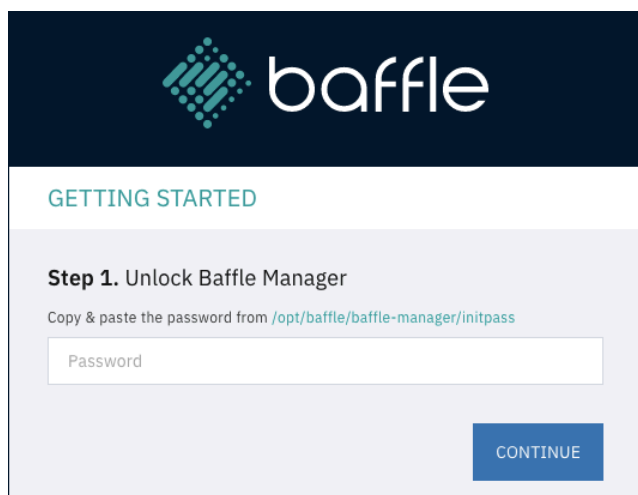 baffle
GETTING STARTED
Step 1. Unlock Baffle Manager
Copy & paste the password from /opt/baffle/baffle-manager/initpass
Password
CONTINUE